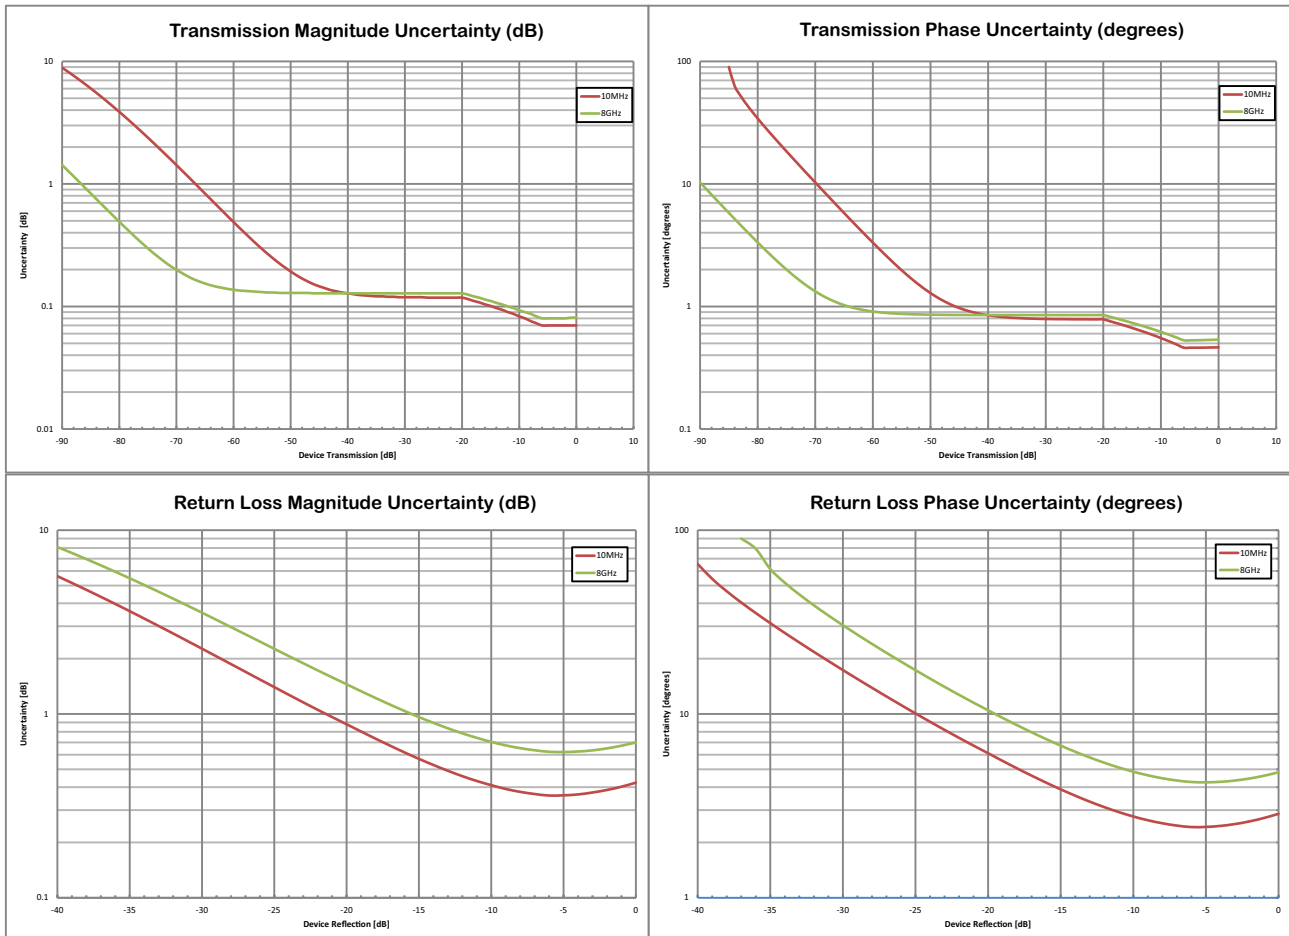 Transmission Magnitude Uncertainty (dB)
10
1
0.1
0.01
Uncertainty [dB]
10MHz
8GHz
-90 -80 -70 -60 -50 -40 -30 -20 -10 0 10
Device Transmission [dB]
Transmission Phase Uncertainty (degrees)
100
10
1
0.1
Uncertainty [degrees]
10MHz
8GHz
-90 -80 -70 -60 -50 -40 -30 -20 -10 0 10
Device Transmission [dB]
Return Loss Magnitude Uncertainty (dB)
10
1
0.1
Uncertainty [dB]
10MHz
8GHz
-40 -35 -30 -25 -20 -15 -10 -5 0
Device Reflection [dB]
Return Loss Phase Uncertainty (degrees)
100
10
1
Uncertainty [degrees]
10MHz
8GHz
-40 -35 -30 -25 -20 -15 -10 -5 0
Device Reflection [dB]